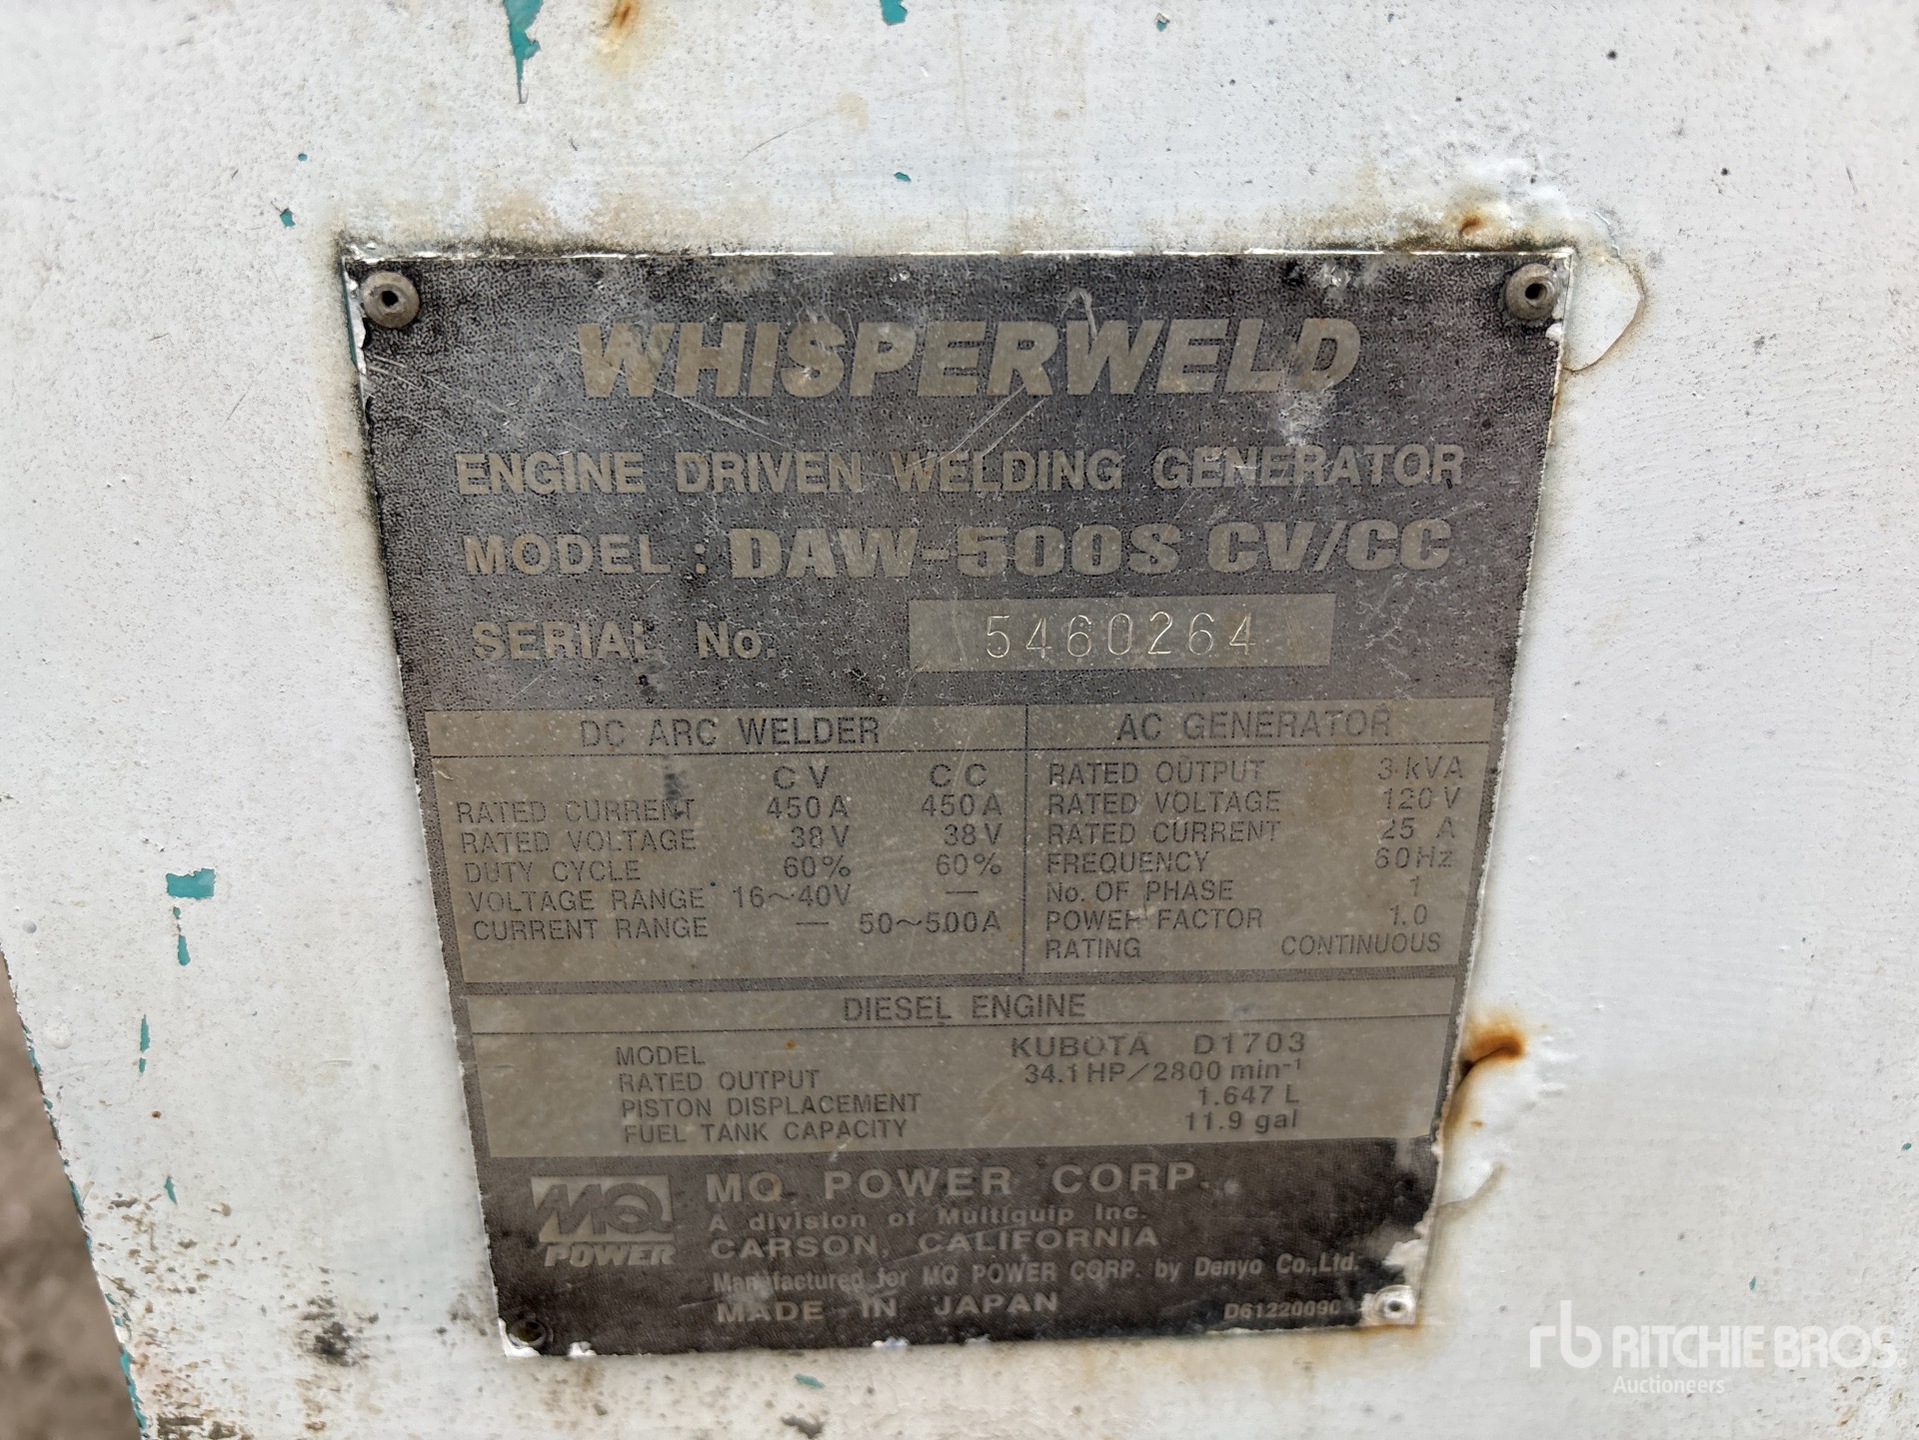 WHISPERWELD
ENGINE DRIVEN WELDING GENERATOR
MODEL : DAW-500S CV/CC
SERIAL No. 5460264
DC ARC WELDER
CV CC
RATED CURRENT 450A 450A
RATED VOLTAGE 38V 38V
DUTY CYCLE 60% 60%
VOLTAGE RANGE 16~40V —
CURRENT RANGE — 50~500A
AC GENERATOR
RATED OUTPUT 3 kVA
RATED VOLTAGE 120 V
RATED CURRENT 25 A
FREQUENCY 60Hz
No. OF PHASE 1
POWER FACTOR 1.0
RATING CONTINUOUS
DIESEL ENGINE
MODEL KUBOTA D1703
RATED OUTPUT 34.1HP/2800 min⁻¹
PISTON DISPLACEMENT 1.647 L
FUEL TANK CAPACITY 11.9 gal
MQ POWER
MQ POWER CORP.
A division of Multiquip Inc.
CARSON, CALIFORNIA
Manufactured for MQ POWER CORP. by Denyo Co.,Ltd.
MADE IN JAPAN
D61220090
rb RITCHIE BROS
Auctioneers